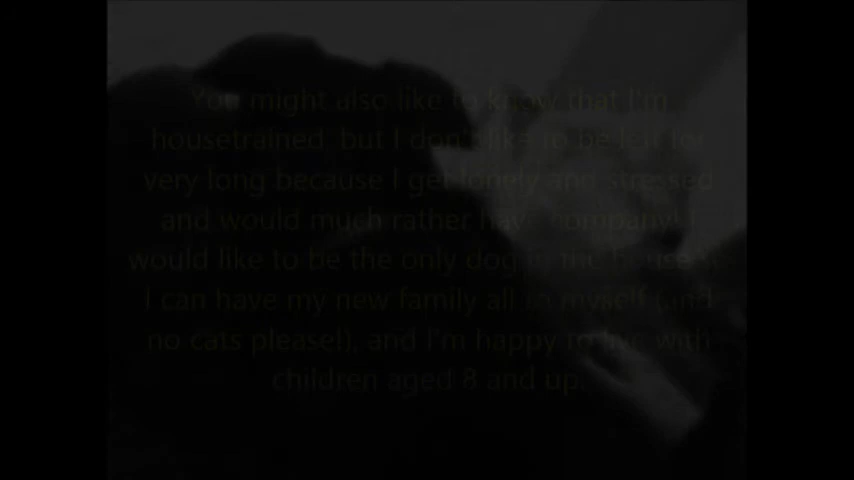 You might also like to know that I'm
housetrained, but I don't like to be left for
very long because I get lonely and stressed
and would much rather have company! I
would like to be the only dog in the house so
I can have my new family all to myself (and
no cats please!), and I'm happy to live with
children aged 8 and up.